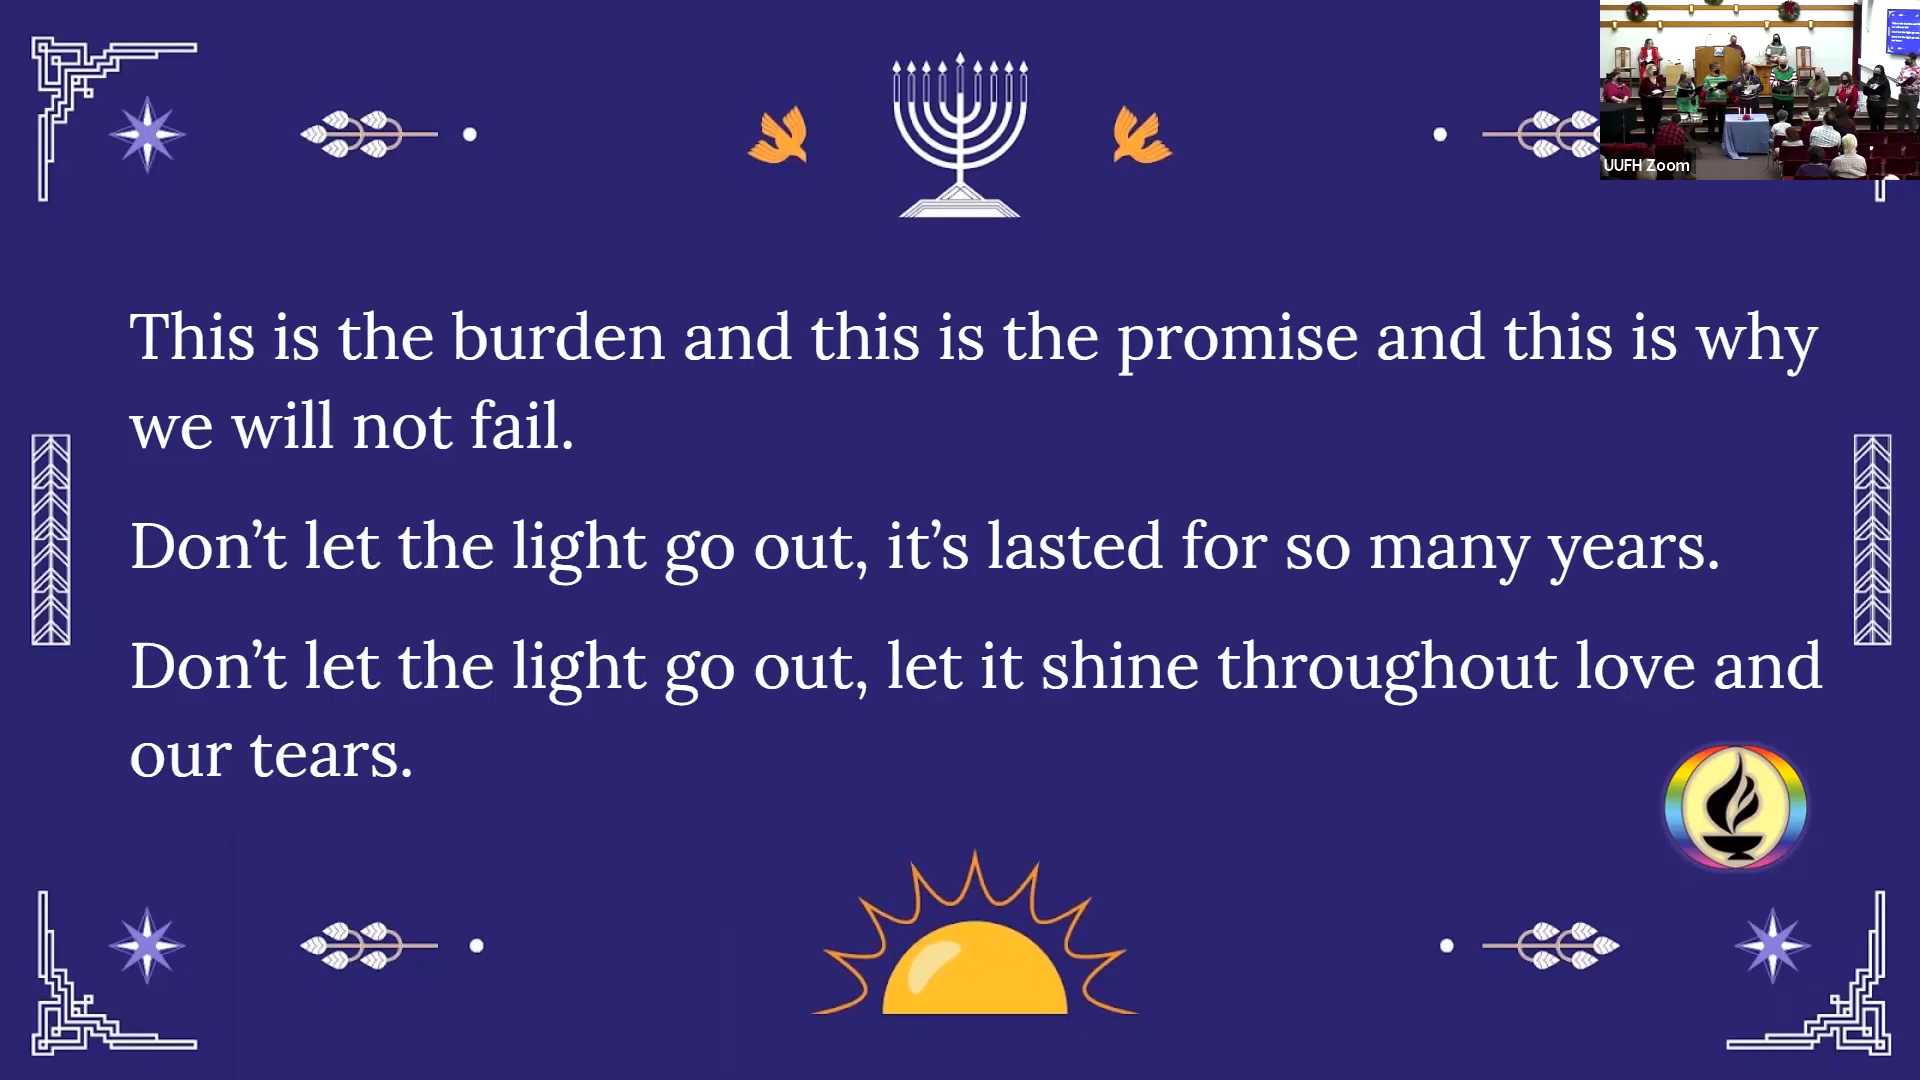 UUFH Zoom
This is the burden and this is the promise and this is why
we will not fail.
Don’t let the light go out, it’s lasted for so many years.
Don’t let the light go out, let it shine throughout love and
our tears.